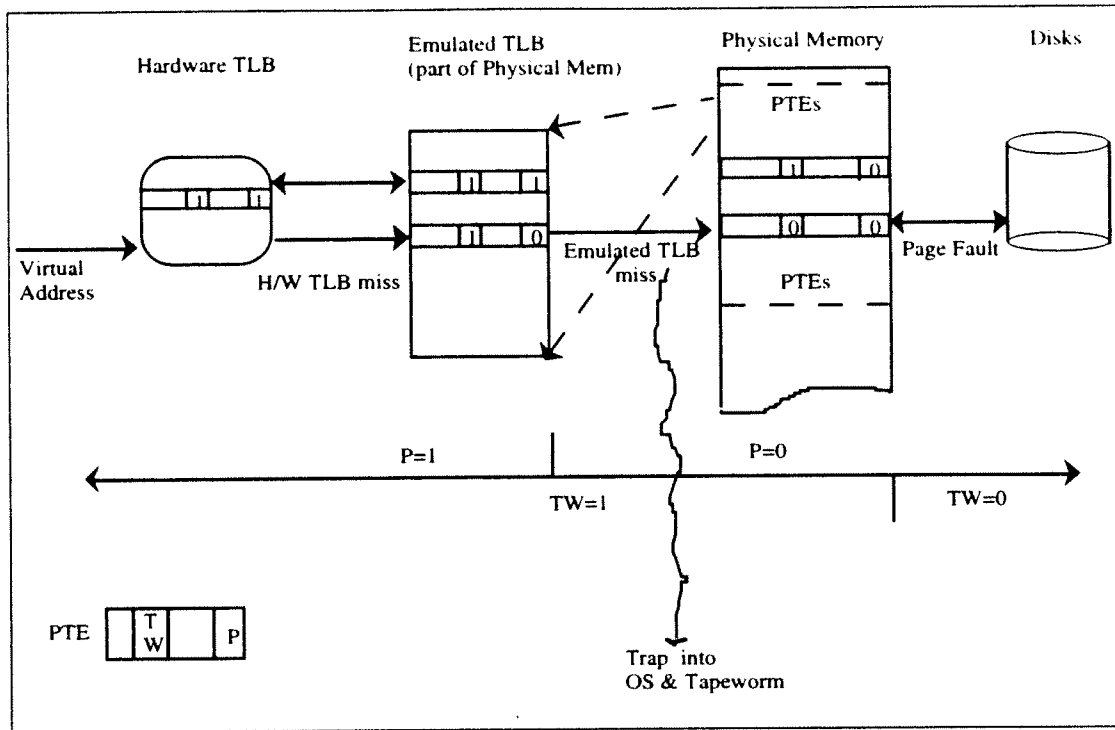 Hardware TLB
Emulated TLB
(part of Physical Mem)
Physical Memory
Disks
PTEs
1 1
1 1
1 0
1 0
0 0
Virtual
Address
H/W TLB miss
Emulated TLB
miss
Page Fault
PTEs
P=1
P=0
TW=1
TW=0
PTE
T
W
P
Trap into
OS & Tapeworm